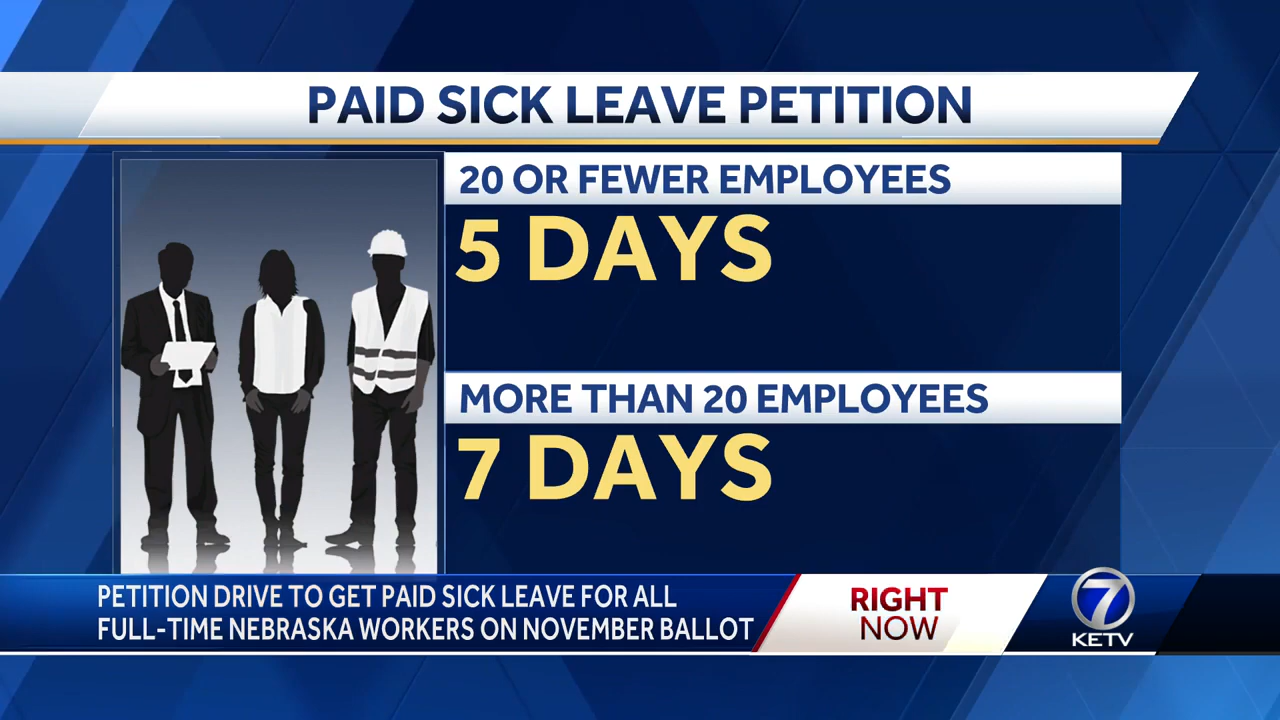 PAID SICK LEAVE PETITION
20 OR FEWER EMPLOYEES
5 DAYS
MORE THAN 20 EMPLOYEES
7 DAYS
PETITION DRIVE TO GET PAID SICK LEAVE FOR ALL
FULL-TIME NEBRASKA WORKERS ON NOVEMBER BALLOT
RIGHT
NOW
7
KETV